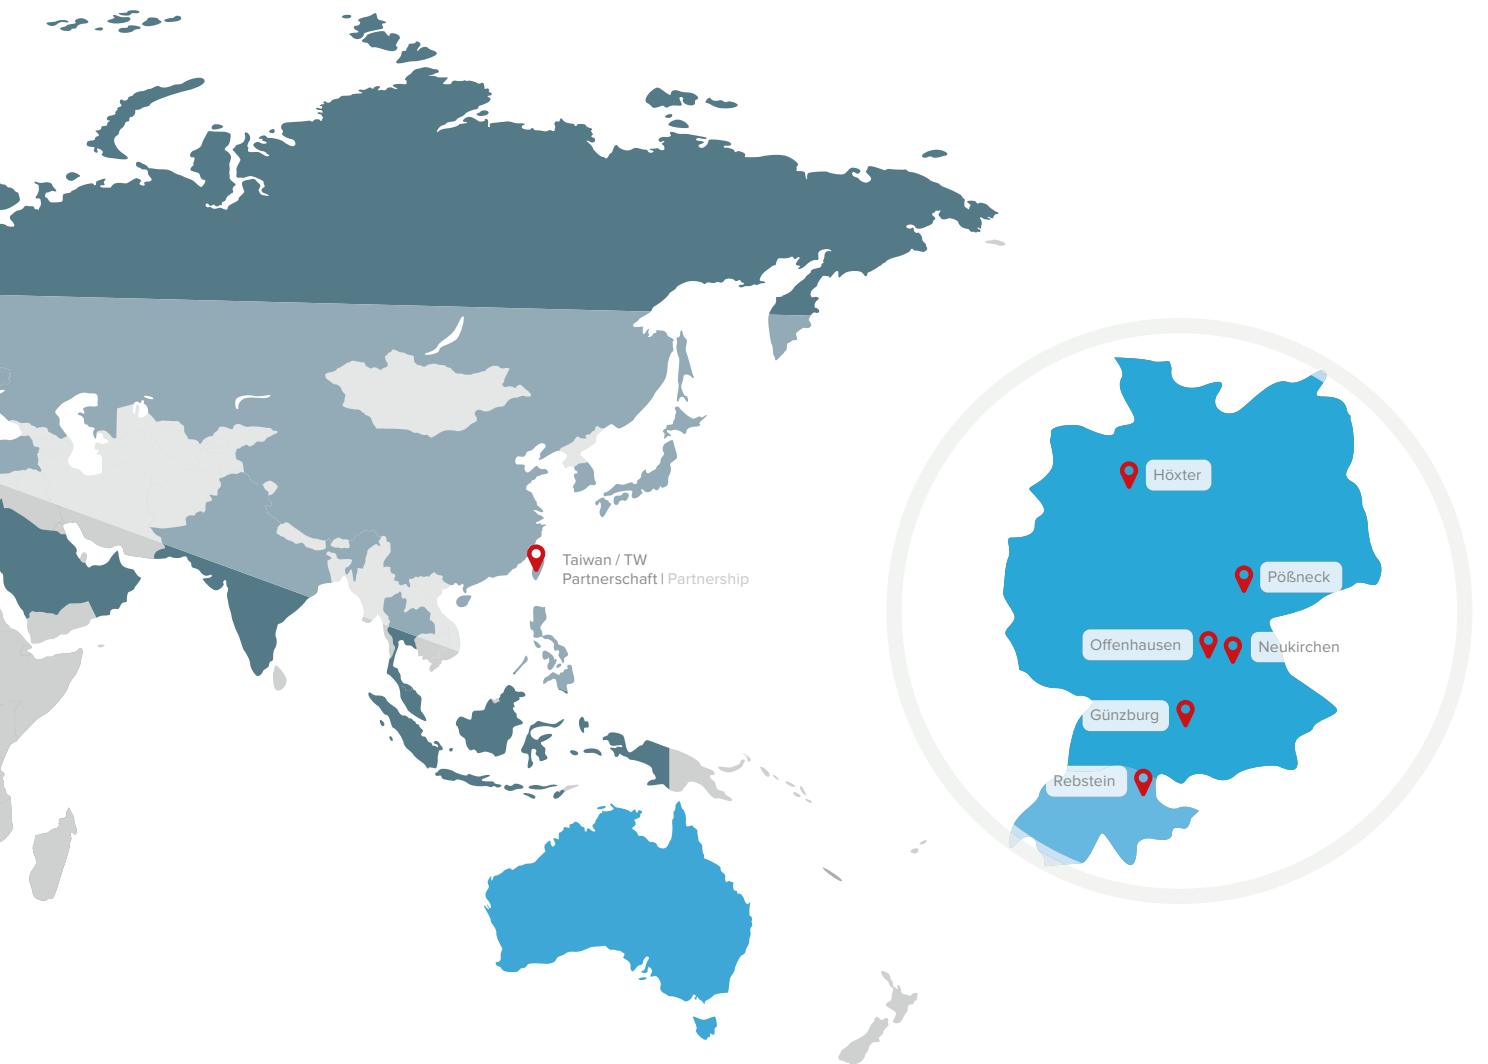 Höxter
Taiwan / TW
Partnerschaft | Partnership
Pößneck
Offenhausen
Neukirchen
Günzburg
Rebstein